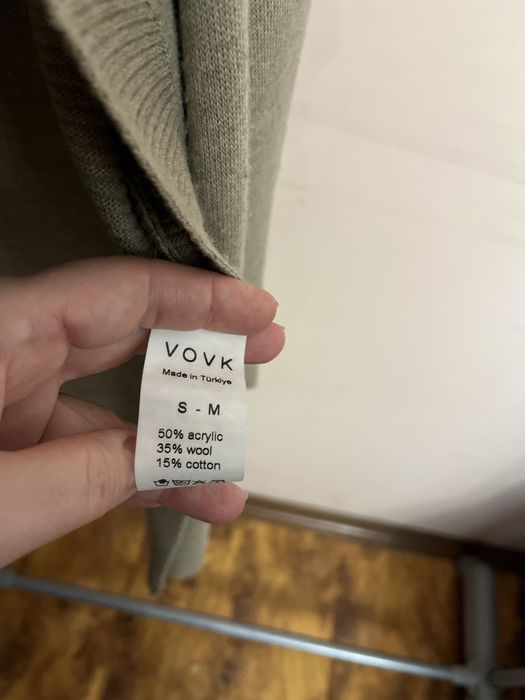 VOVK
Made in Türkiye
S - M
50% acrylic
35% wool
15% cotton